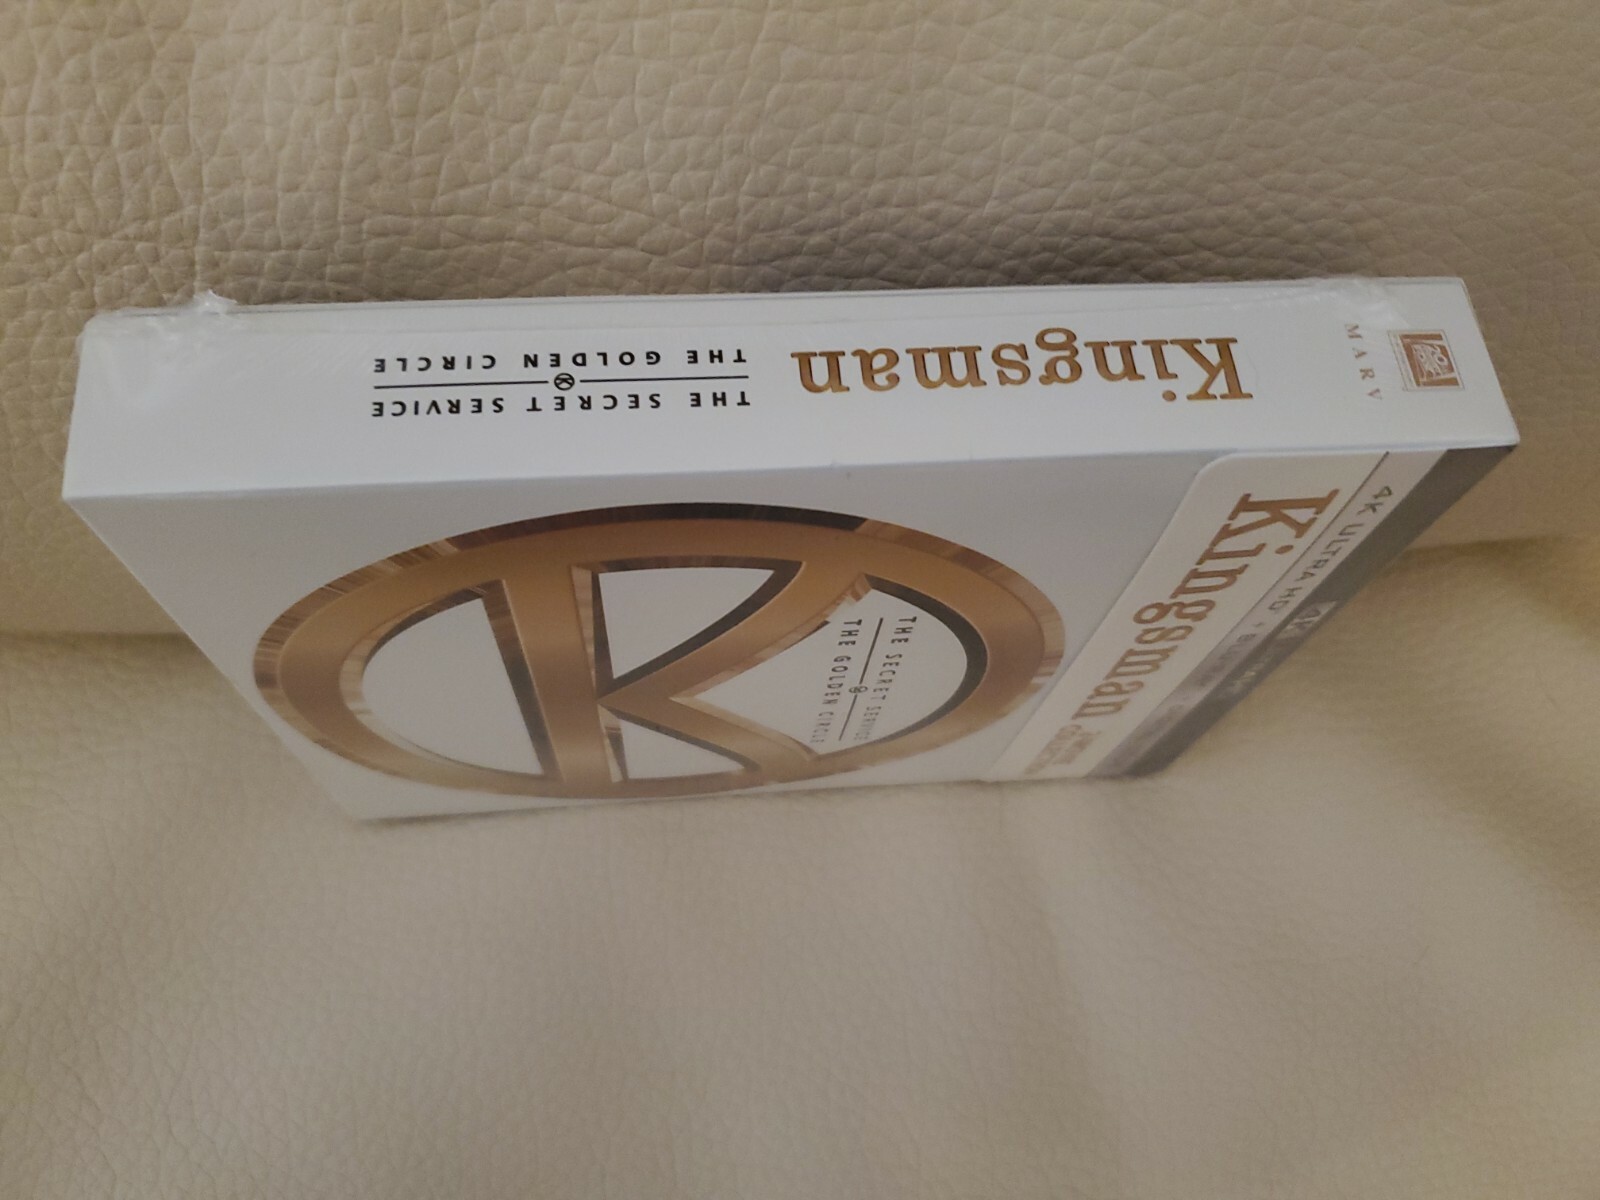 MARV
Kingsman
THE SECRET SERVICE
THE GOLDEN CIRCLE
4K ULTRA HD +
Kingsman
THE SECRET SERVICE
THE GOLDEN CIRCLE